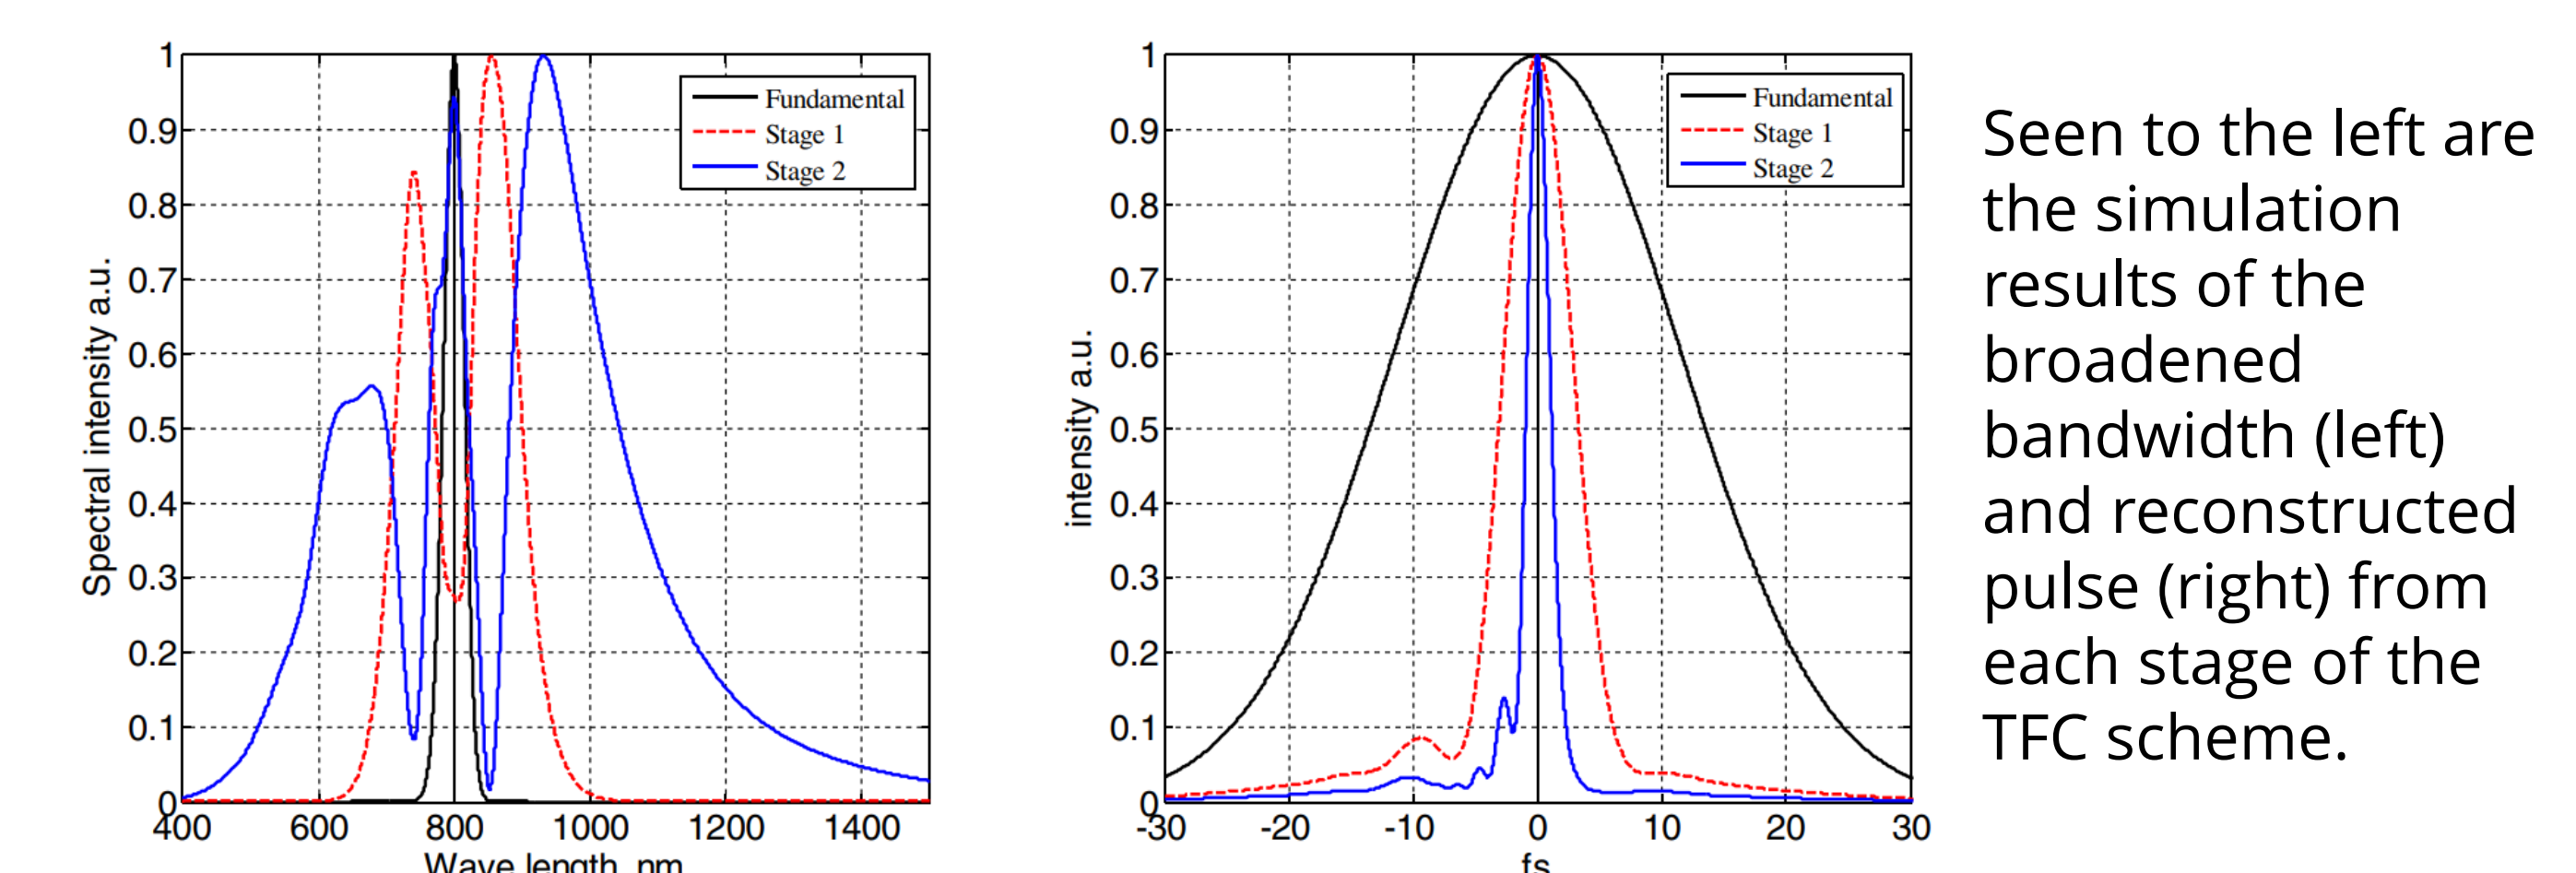 Spectral intensity a.u.
1
0.9
0.8
0.7
0.6
0.5
0.4
0.3
0.2
0.1
0
400 600 800 1000 1200 1400
Wave length, nm
Fundamental
Stage 1
Stage 2
intensity a.u.
1
0.9
0.8
0.7
0.6
0.5
0.4
0.3
0.2
0.1
0
-30 -20 -10 0 10 20 30
fs
Fundamental
Stage 1
Stage 2
Seen to the left are
the simulation
results of the
broadened
bandwidth (left)
and reconstructed
pulse (right) from
each stage of the
TFC scheme.